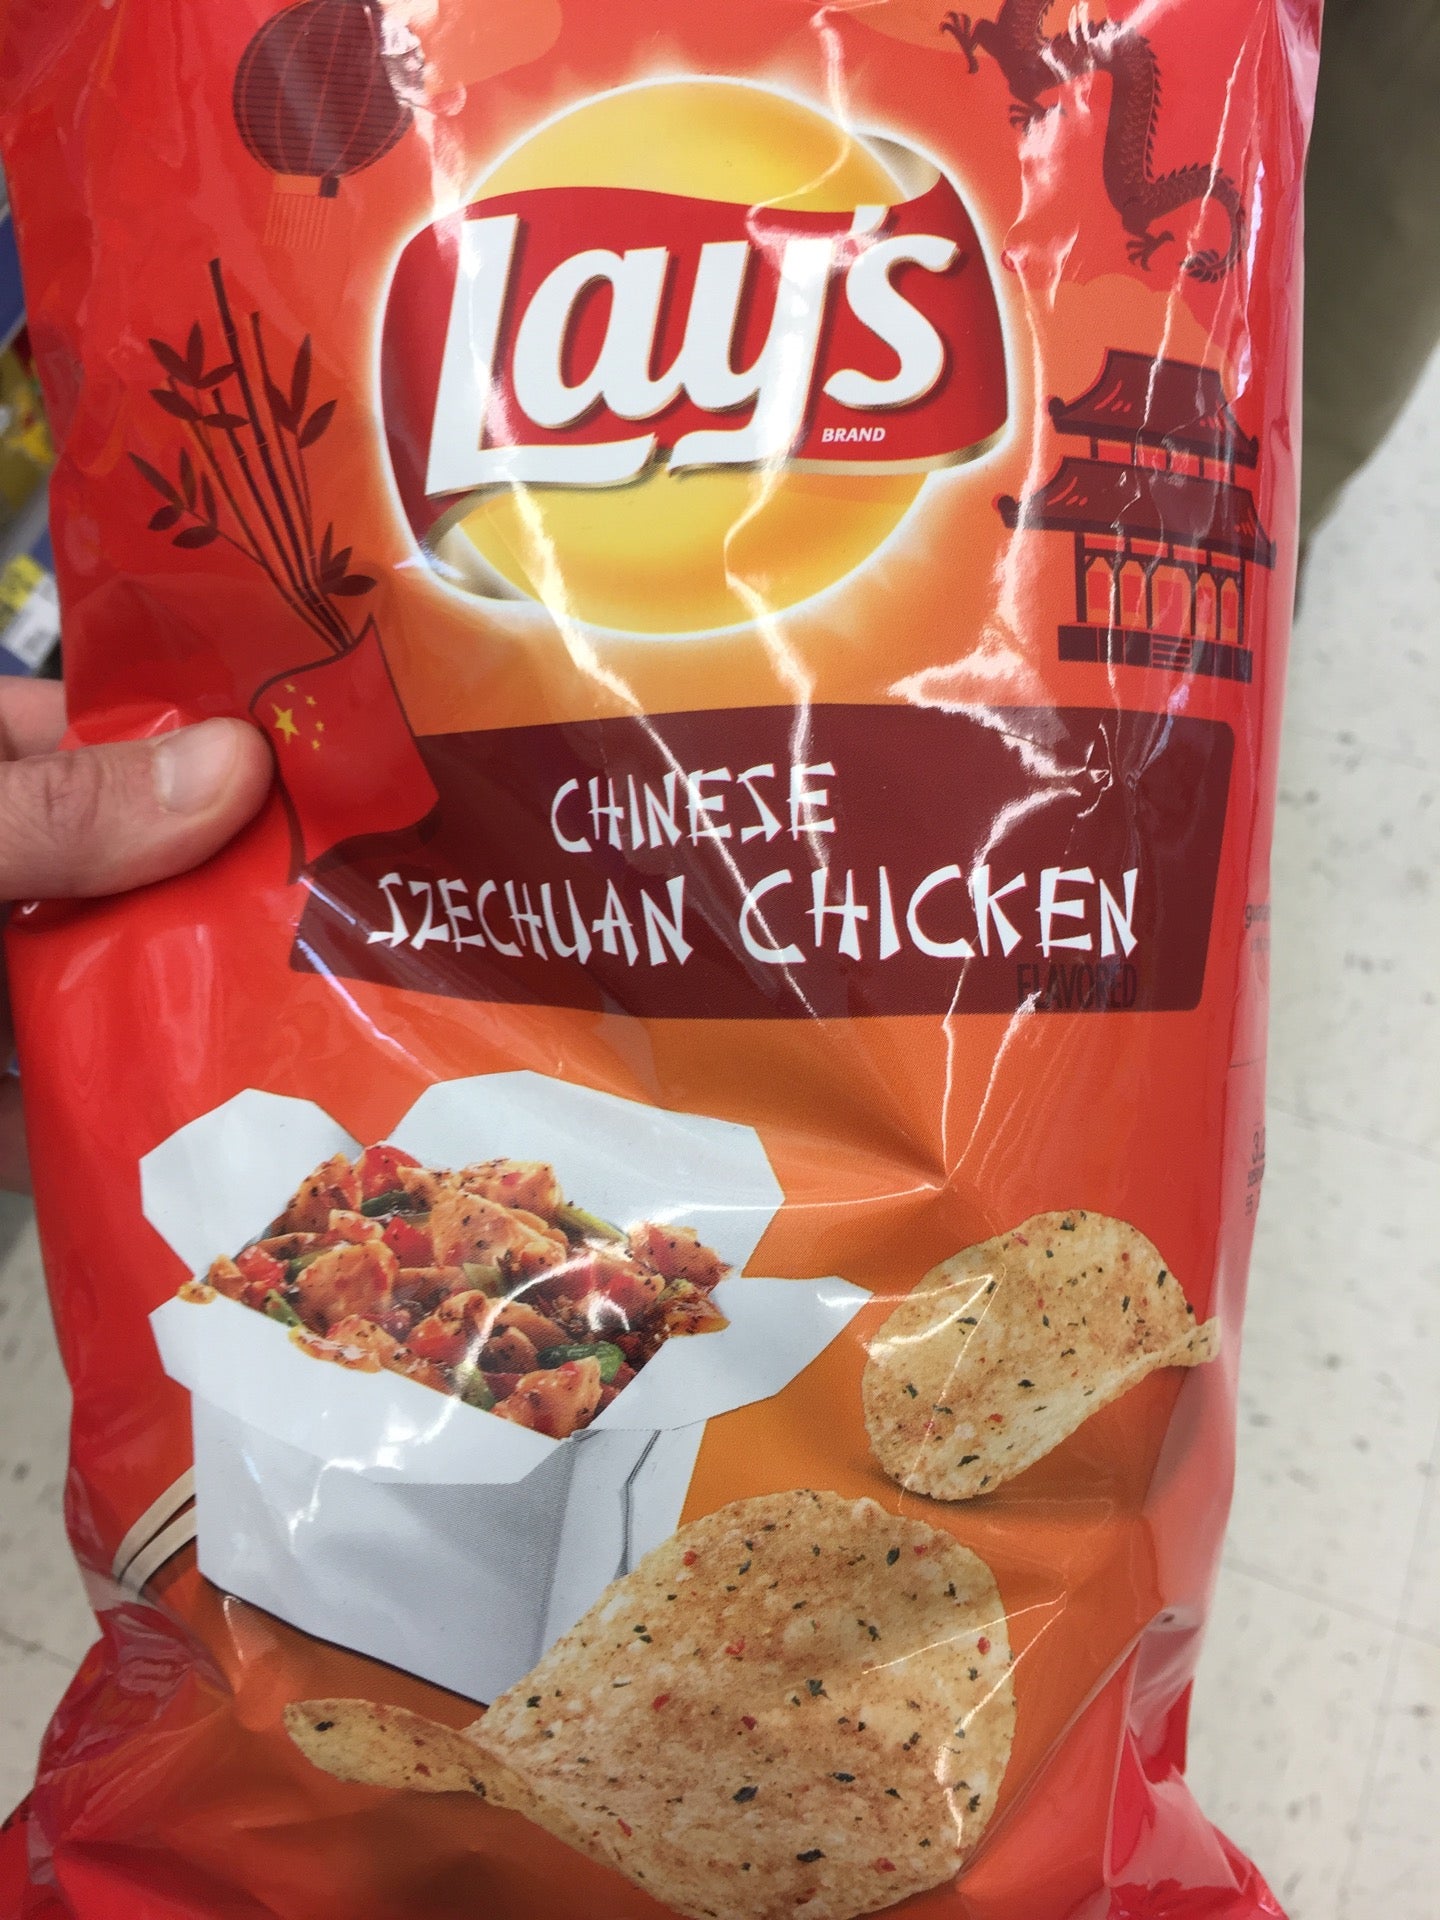 Lay's
BRAND
CHINESE
SZECHUAN CHICKEN
FLAVORED